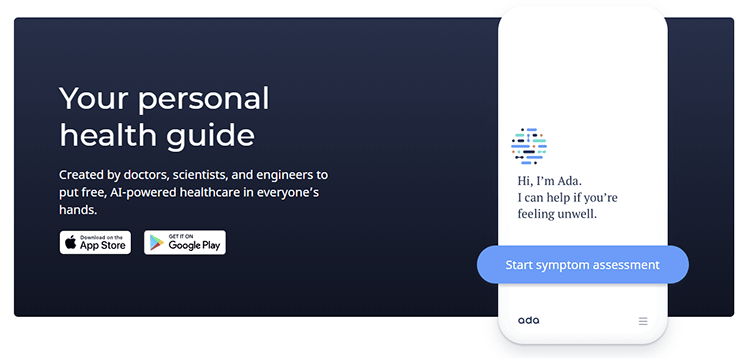 Your personal
health guide
Created by doctors, scientists, and engineers to
put free, AI-powered healthcare in everyone's
hands.
Download on the
App Store
GET IT ON
Google Play
Hi, I'm Ada.
I can help if you're
feeling unwell.
Start symptom assessment
ada